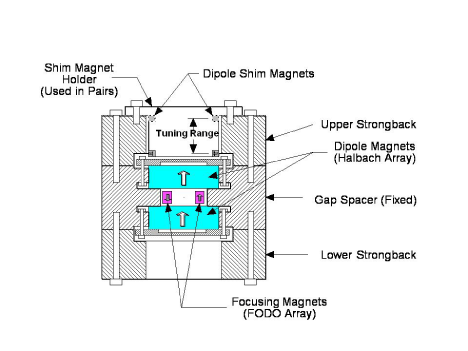 Shim Magnet
Holder
(Used in Pairs)
Dipole Shim Magnets
Tuning Range
Upper Strongback
Dipole Magnets
(Halbach Array)
Gap Spacer (Fixed)
Lower Strongback
Focusing Magnets
(FODO Array)